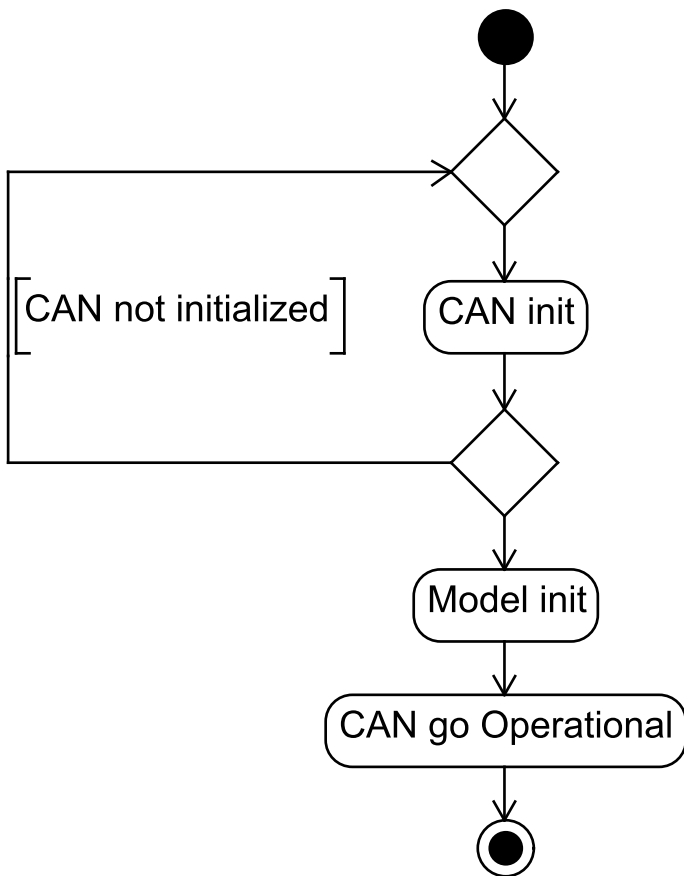 [CAN not initialized]
CAN init
Model init
CAN go Operational